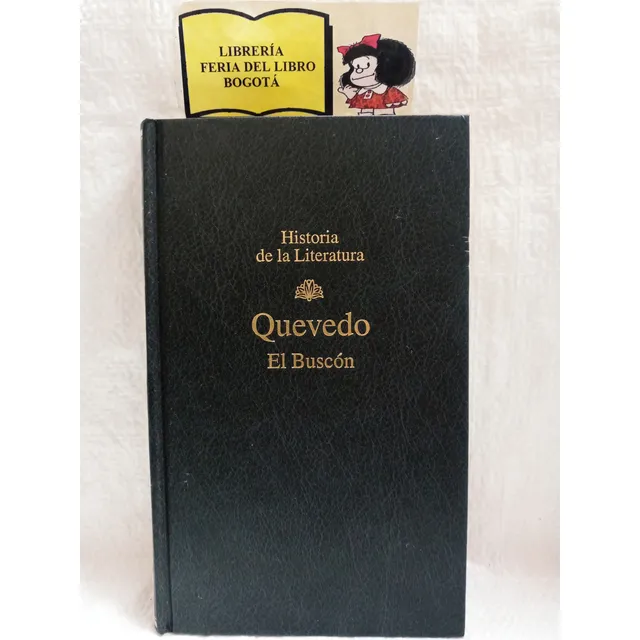 LIBRERÍA
FERIA DEL LIBRO
BOGOTÁ
Historia
de la Literatura
Quevedo
El Buscón